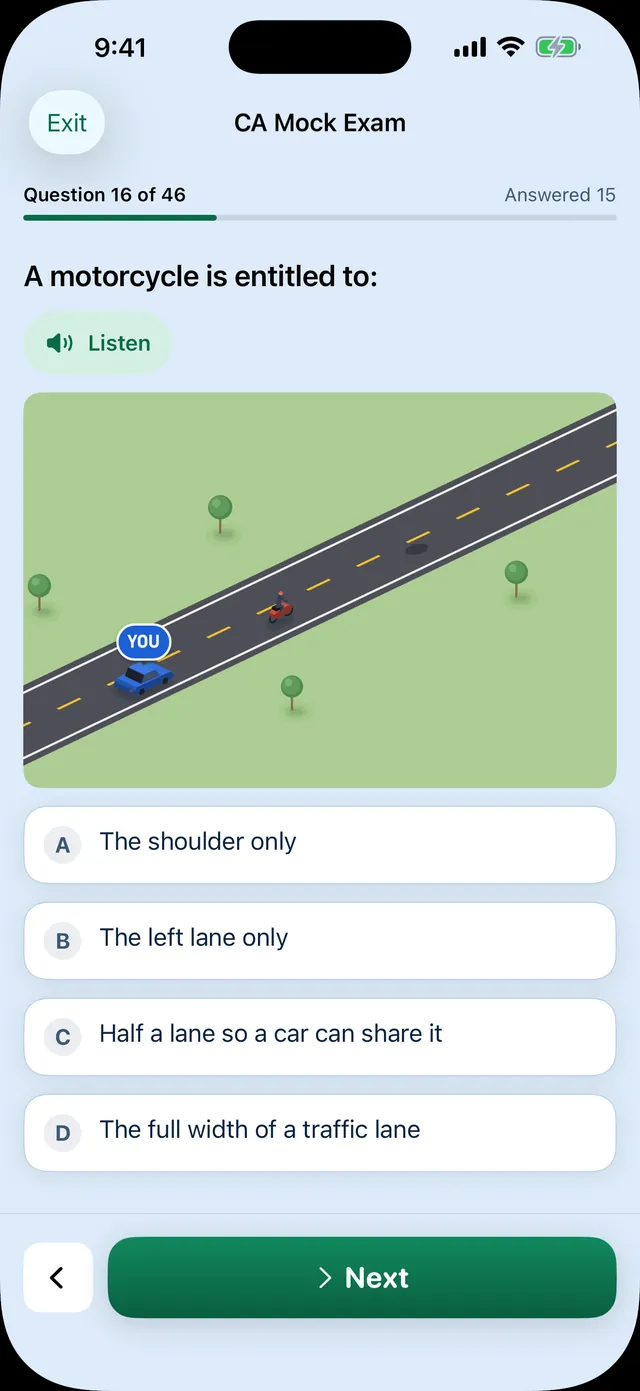 9:41
Exit
CA Mock Exam
Question 16 of 46
Answered 15
A motorcycle is entitled to:
Listen
YOU
A The shoulder only
B The left lane only
C Half a lane so a car can share it
D The full width of a traffic lane
Next